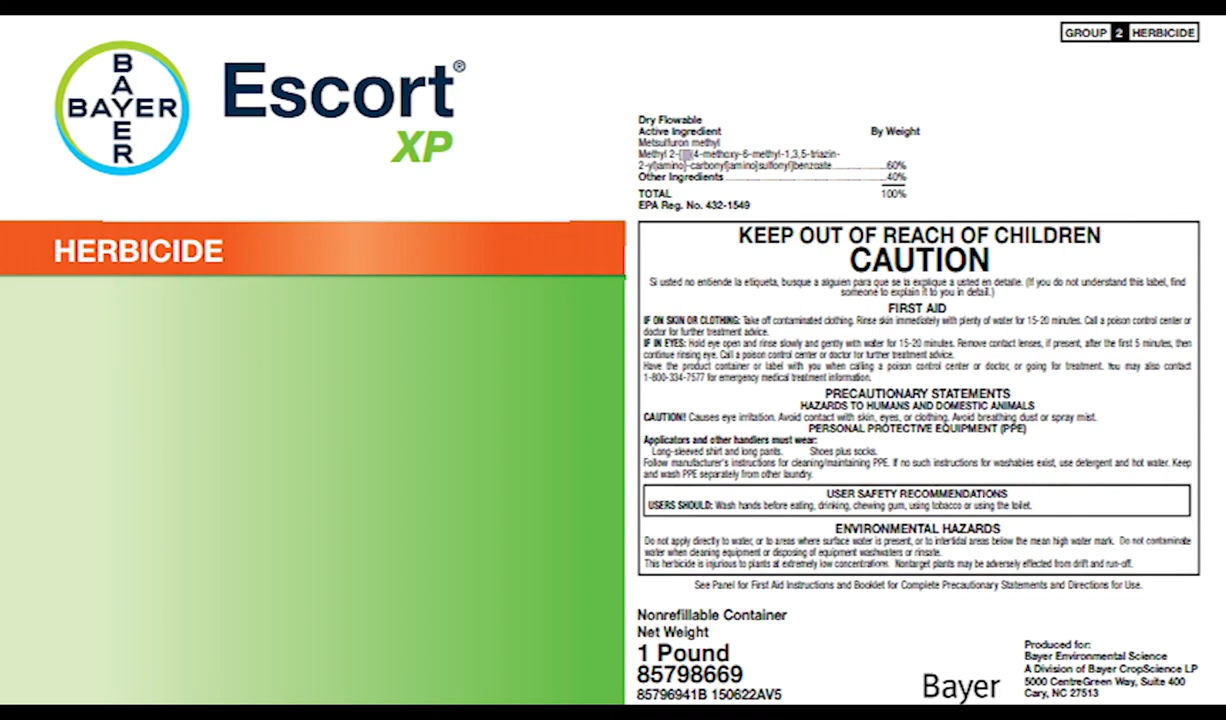 GROUP 2 HERBICIDE
BAYER
BAYER
Escort®
XP
HERBICIDE
Dry Flowable
Active Ingredient By Weight
Metsulfuron methyl
Methyl 2-[[[[(4-methoxy-6-methyl-1,3,5-triazin-
2-yl)amino]-carbonyl]amino]sulfonyl]benzoate 60%
Other Ingredients 40%
TOTAL 100%
EPA Reg. No. 432-1549
KEEP OUT OF REACH OF CHILDREN
CAUTION
Si usted no entiende la etiqueta, busque a alguien para que se la explique a usted en detalle. (If you do not understand this label, find
someone to explain it to you in detail.)
FIRST AID
IF ON SKIN OR CLOTHING: Take off contaminated clothing. Rinse skin immediately with plenty of water for 15-20 minutes. Call a poison control center or
doctor for further treatment advice.
IF IN EYES: Hold eye open and rinse slowly and gently with water for 15-20 minutes. Remove contact lenses, if present, after the first 5 minutes, then
continue rinsing eye. Call a poison control center or doctor for further treatment advice.
Have the product container or label with you when calling a poison control center or doctor, or going for treatment. You may also contact
1-800-334-7577 for emergency medical treatment information.
PRECAUTIONARY STATEMENTS
HAZARDS TO HUMANS AND DOMESTIC ANIMALS
CAUTION! Causes eye irritation. Avoid contact with skin, eyes, or clothing. Avoid breathing dust or spray mist.
PERSONAL PROTECTIVE EQUIPMENT (PPE)
Applicators and other handlers must wear:
Long-sleeved shirt and long pants. Shoes plus socks.
Follow manufacturer's instructions for cleaning/maintaining PPE. If no such instructions for washables exist, use detergent and hot water. Keep
and wash PPE separately from other laundry.
USER SAFETY RECOMMENDATIONS
USERS SHOULD: Wash hands before eating, drinking, chewing gum, using tobacco or using the toilet.
ENVIRONMENTAL HAZARDS
Do not apply directly to water, or to areas where surface water is present, or to intertidal areas below the mean high water mark. Do not contaminate
water when cleaning equipment or disposing of equipment washwaters or rinsate.
This herbicide is injurious to plants at extremely low concentrations. Nontarget plants may be adversely effected from drift and run-off.
See Panel for First Aid Instructions and Booklet for Complete Precautionary Statements and Directions for Use.
Nonrefillable Container
Net Weight
1 Pound
85798669
85796941B 150622AV5
Bayer
Produced for:
Bayer Environmental Science
A Division of Bayer CropScience LP
5000 CentreGreen Way, Suite 400
Cary, NC 27513